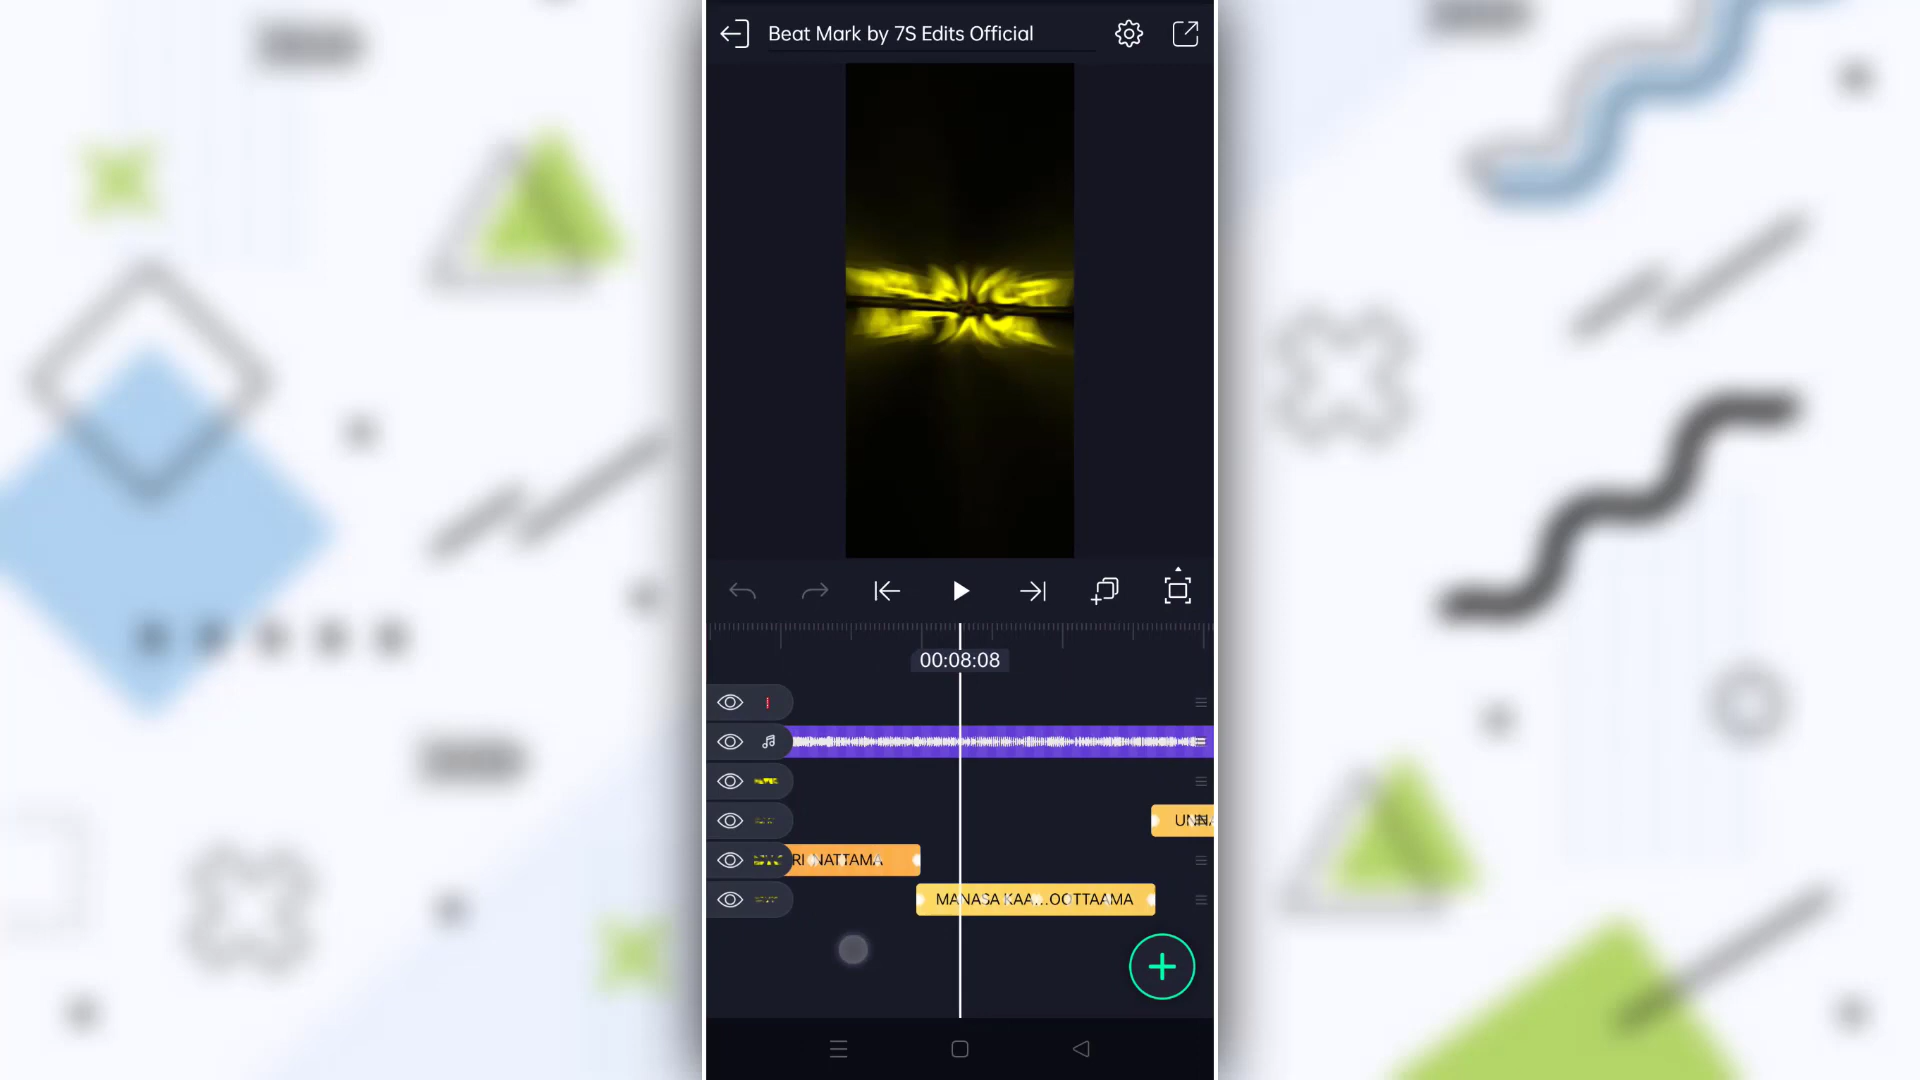 Beat Mark by 7S Edits Official
00:08:08
UNNA
RI NATTAMA
MANASA KAA...OOTTAAMA